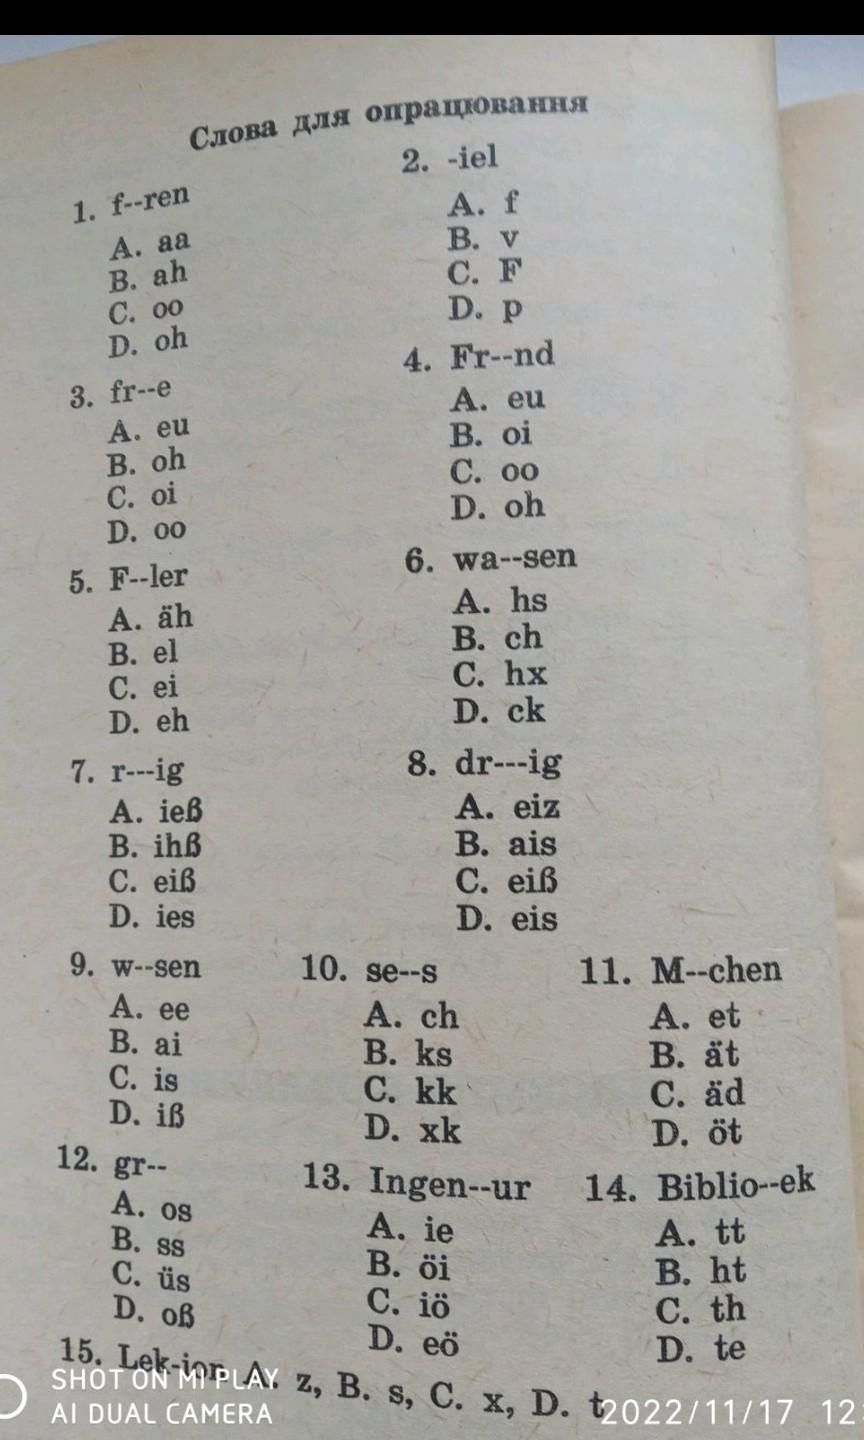 Слова для опрацювання
1. f--ren
A. aa
B. ah
C. oo
D. oh
2. -iel
A. f
B. v
C. F
D. p
3. fr--e
A. eu
B. oh
C. oi
D. oo
4. Fr--nd
A. eu
B. oi
C. oo
D. oh
5. F--ler
A. äh
B. el
C. ei
D. eh
6. wa--sen
A. hs
B. ch
C. hx
D. ck
7. r---ig
A. ieß
B. ihß
C. eiß
D. ies
8. dr---ig
A. eiz
B. ais
C. eiß
D. eis
9. w--sen
A. ee
B. ai
C. is
D. iß
10. se--s
A. ch
B. ks
C. kk
D. xk
11. M--chen
A. et
B. ät
C. äd
D. öt
12. gr--
A. os
B. ss
C. üs
D. oß
13. Ingen--ur
A. ie
B. öi
C. iö
D. eö
14. Biblio--ek
A. tt
B. ht
C. th
D. te
15. Lek-ion A. z, B. s, C. x, D. t
SHOT ON MI PLAY
AI DUAL CAMERA
2022/11/17 12: